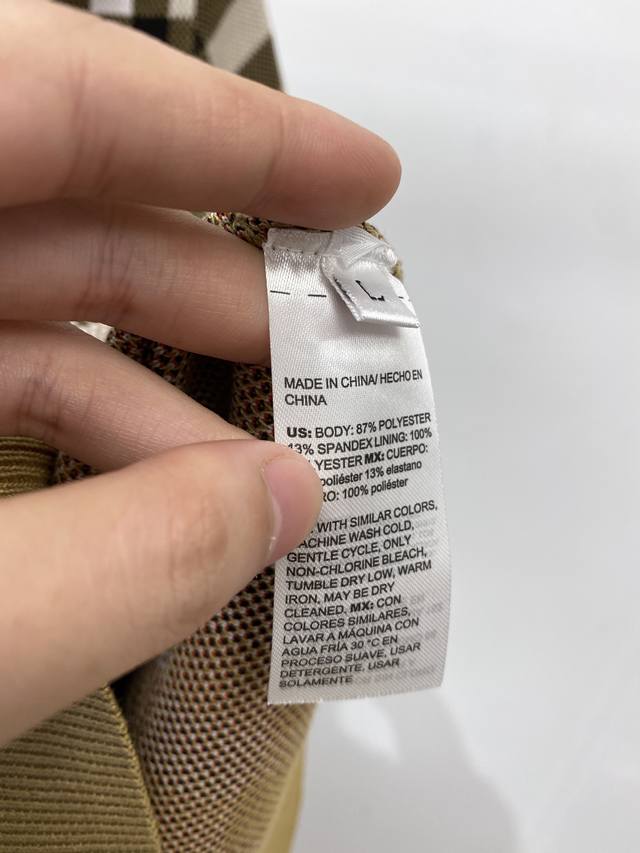 L
MADE IN CHINA/ HECHO EN
CHINA
US: BODY: 87% POLYESTER
13% SPANDEX LINING: 100%
YESTER MX: CUERPO:
poliéster 13% elastano
RO: 100% poliéster
WITH SIMILAR COLORS,
ACHINE WASH COLD,
GENTLE CYCLE, ONLY
NON-CHLORINE BLEACH,
TUMBLE DRY LOW, WARM
IRON, MAY BE DRY
CLEANED. MX: CON
COLORES SIMILARES,
LAVAR A MÁQUINA CON
AGUA FRÍA 30 °C EN
PROCESO SUAVE, USAR
DETERGENTE, USAR
SOLAMENTE